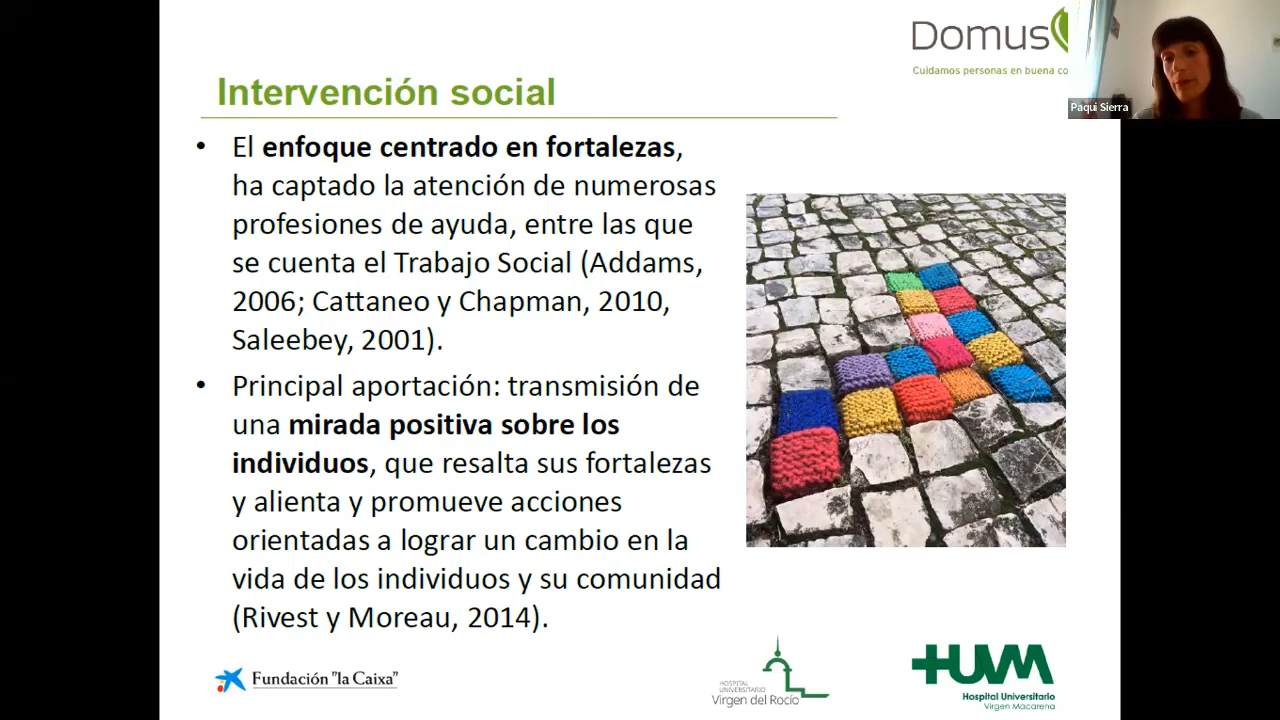 Domus
Cuidamos personas en buena co
Paqui Sierra
Intervención social
• El enfoque centrado en fortalezas,
ha captado la atención de numerosas
profesiones de ayuda, entre las que
se cuenta el Trabajo Social (Addams,
2006; Cattaneo y Chapman, 2010,
Saleebey, 2001).
• Principal aportación: transmisión de
una mirada positiva sobre los
individuos, que resalta sus fortalezas
y alienta y promueve acciones
orientadas a lograr un cambio en la
vida de los individuos y su comunidad
(Rivest y Moreau, 2014).
Fundación "la Caixa"
HOSPITAL
UNIVERSITARIO
Virgen del Rocío
HUVM
Hospital Universitario
Virgen Macarena